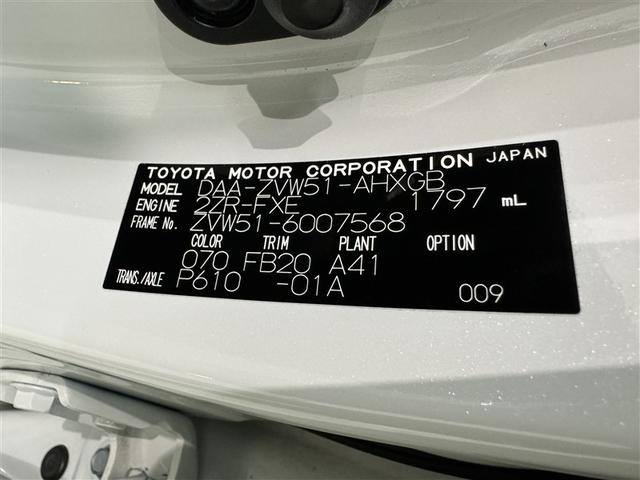 TOYOTA MOTOR CORPORATION JAPAN
MODEL DAA-ZVW51-AHXGB
ENGINE 2ZR-FXE 1797 mL
FRAME No. ZVW51-6007568
COLOR TRIM PLANT OPTION
070 FB20 A41
TRANS./AXLE P610 -01A 009